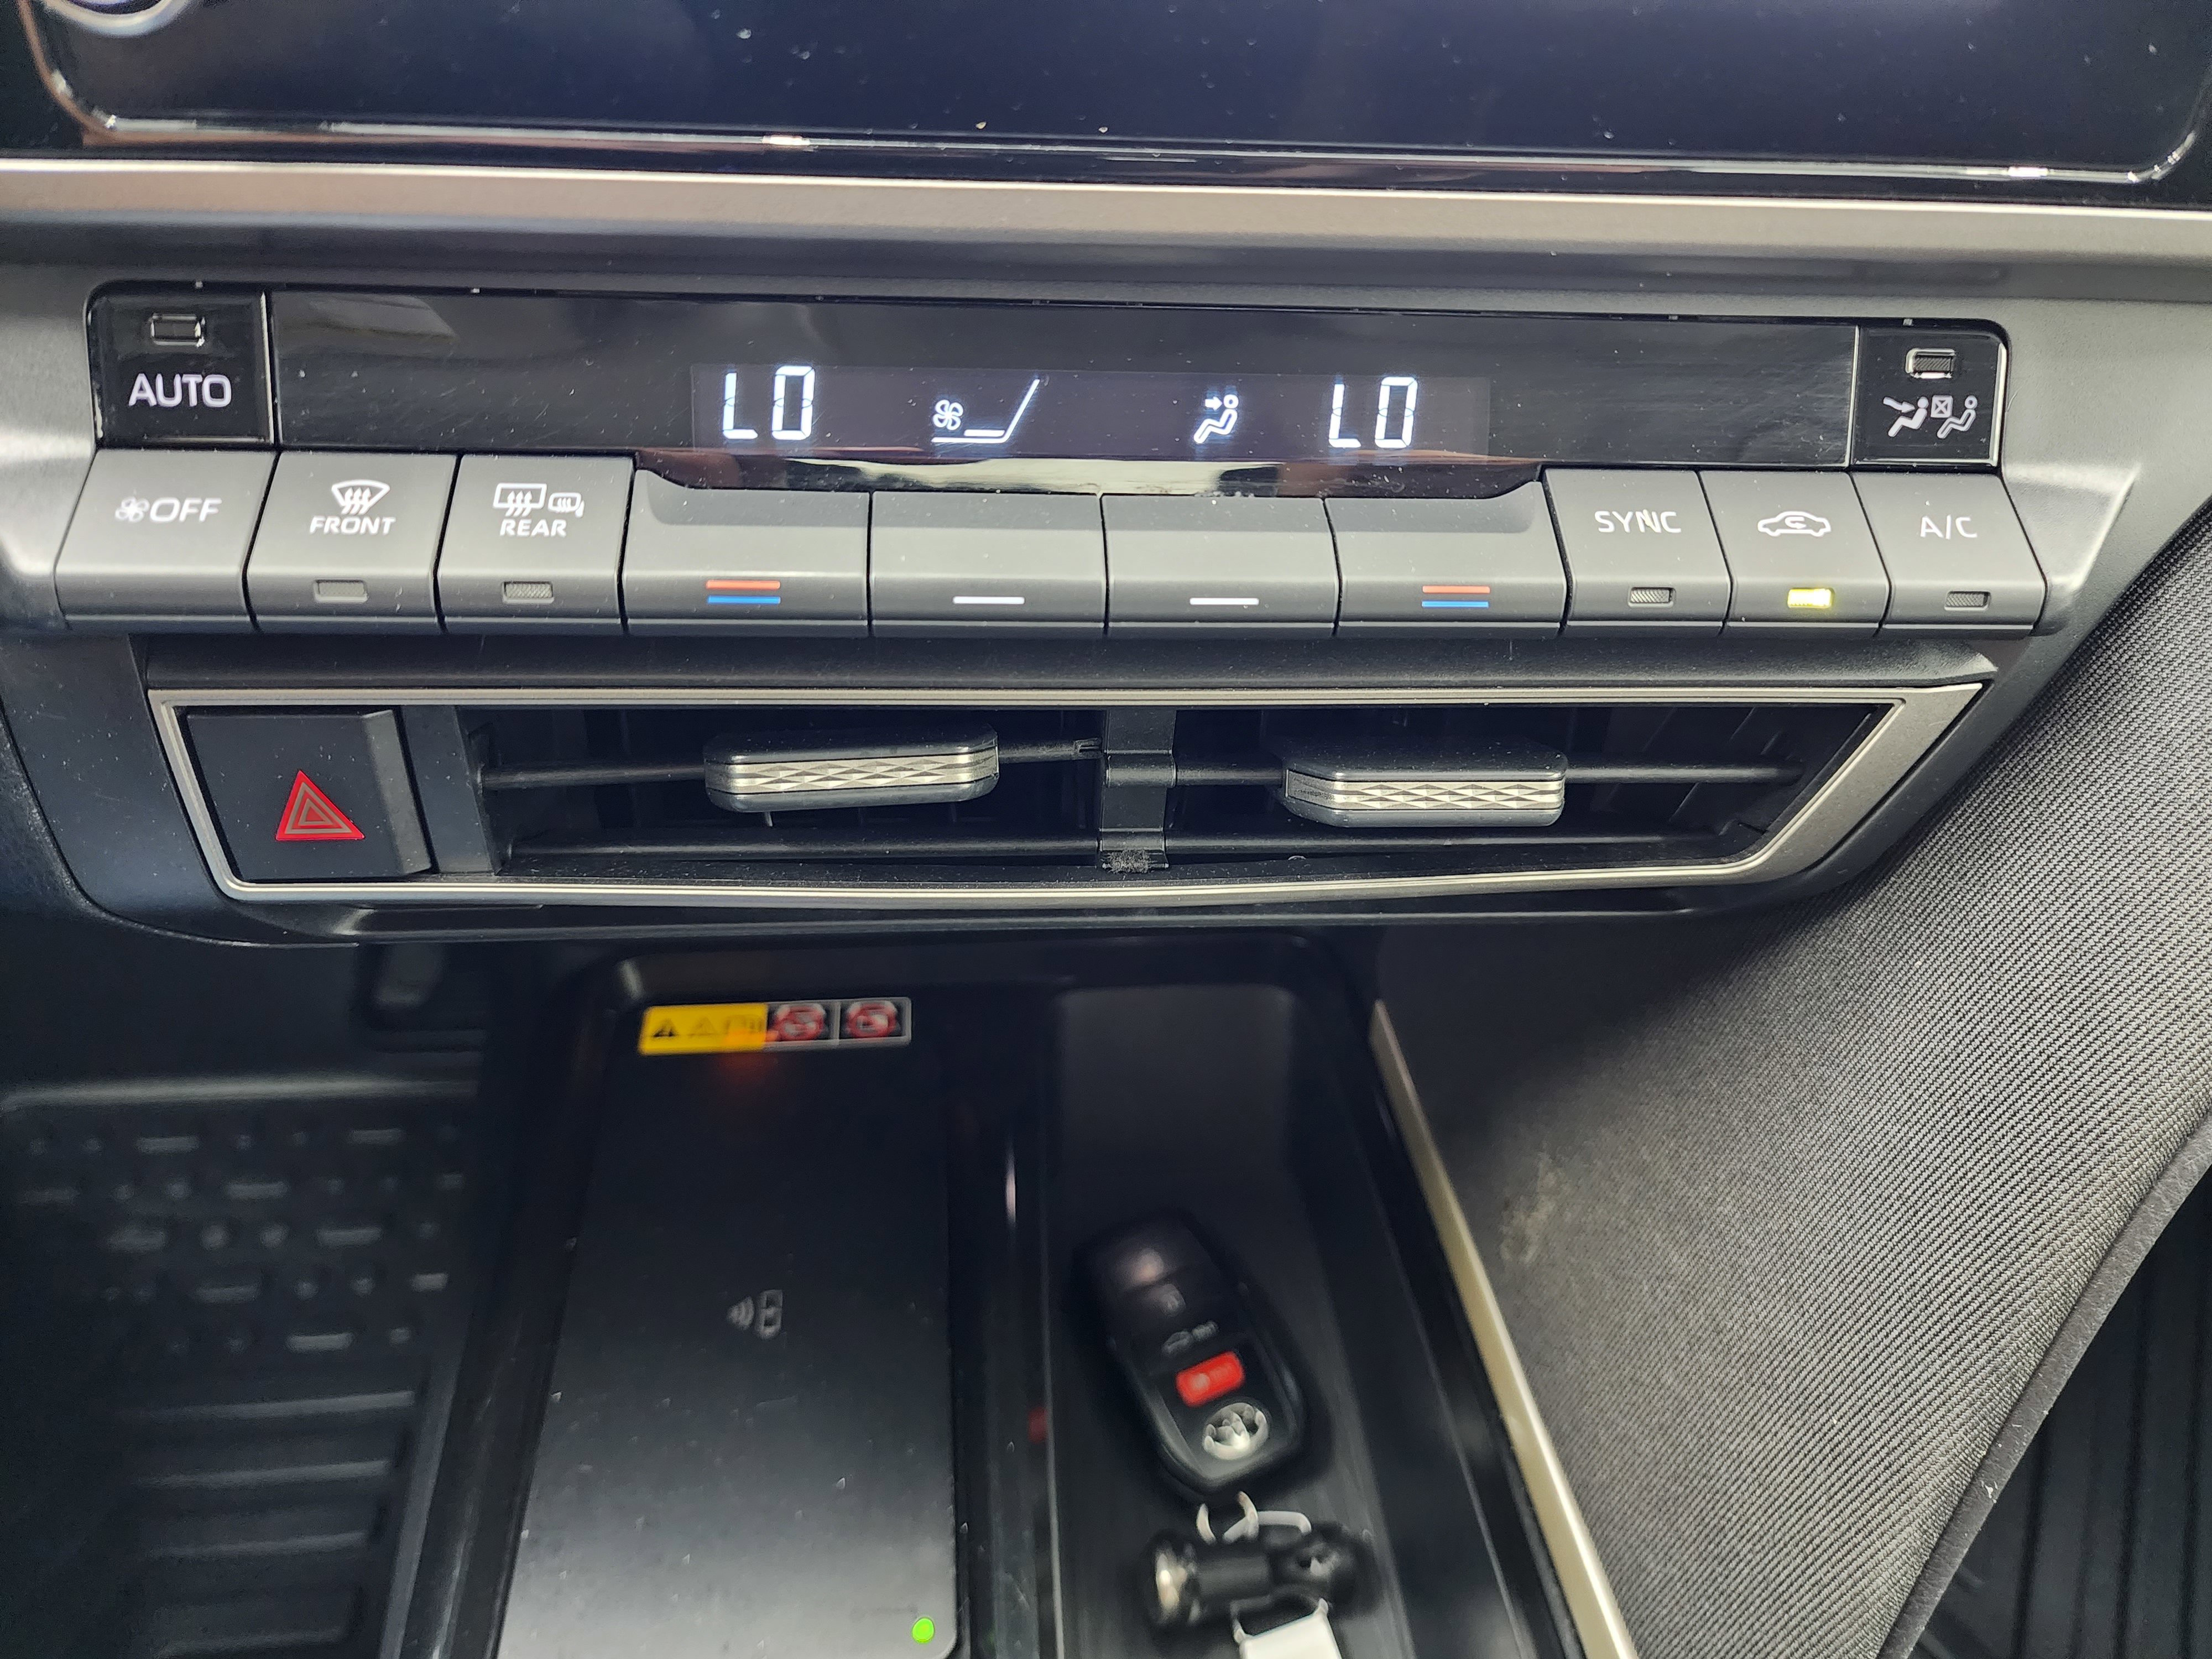 AUTO
LO LO
OFF
FRONT
REAR
SYNC
A/C